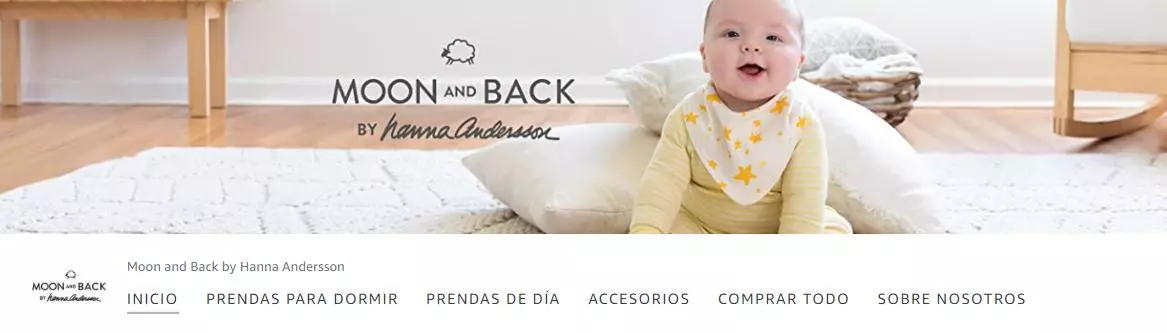 MOON AND BACK
BY hanna Andersson
Moon and Back by Hanna Andersson
MOON AND BACK
BY hanna Andersson
INICIO PRENDAS PARA DORMIR PRENDAS DE DÍA ACCESORIOS COMPRAR TODO SOBRE NOSOTROS